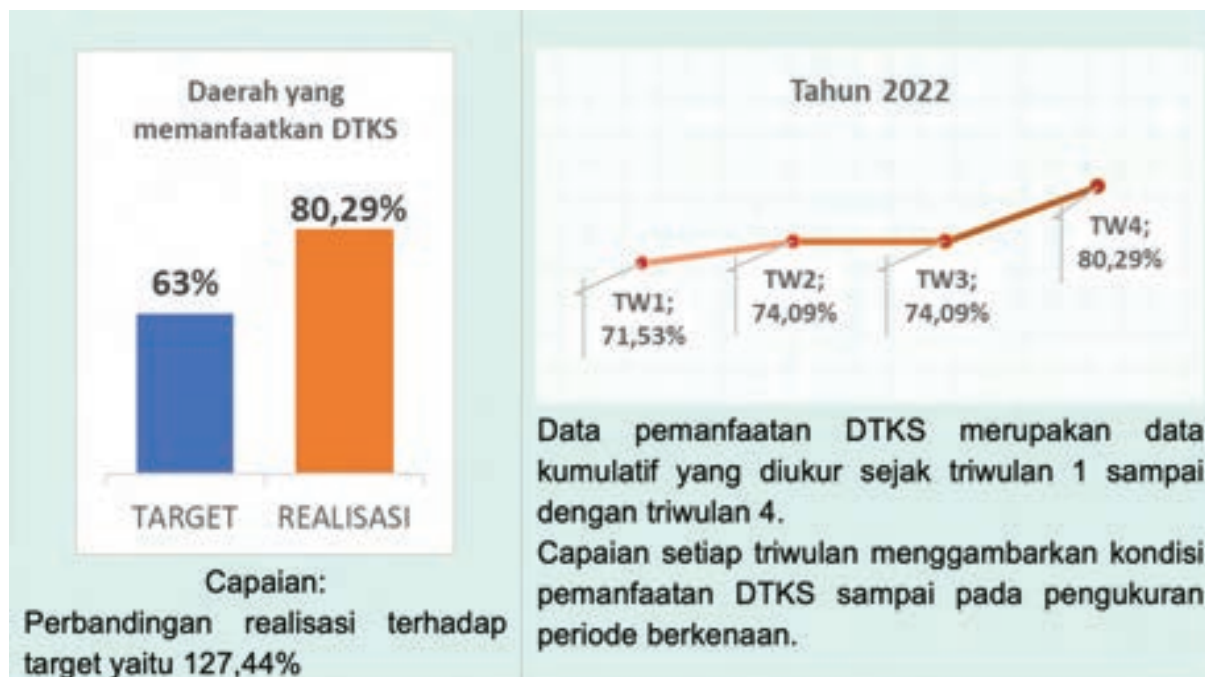 Daerah yang
memanfaatkan DTKS
80,29%
63%
TARGET REALISASI
Capaian:
Perbandingan realisasi terhadap
target yaitu 127,44%
Tahun 2022
TW1;
71,53%
TW2;
74,09%
TW3;
74,09%
TW4;
80,29%
Data pemanfaatan DTKS merupakan data
kumulatif yang diukur sejak triwulan 1 sampai
dengan triwulan 4.
Capaian setiap triwulan menggambarkan kondisi
pemanfaatan DTKS sampai pada pengukuran
periode berkenaan.